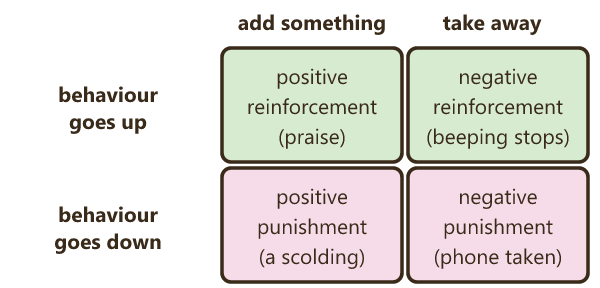 add something
take away
behaviour
goes up
positive
reinforcement
(praise)
negative
reinforcement
(beeping stops)
behaviour
goes down
positive
punishment
(a scolding)
negative
punishment
(phone taken)